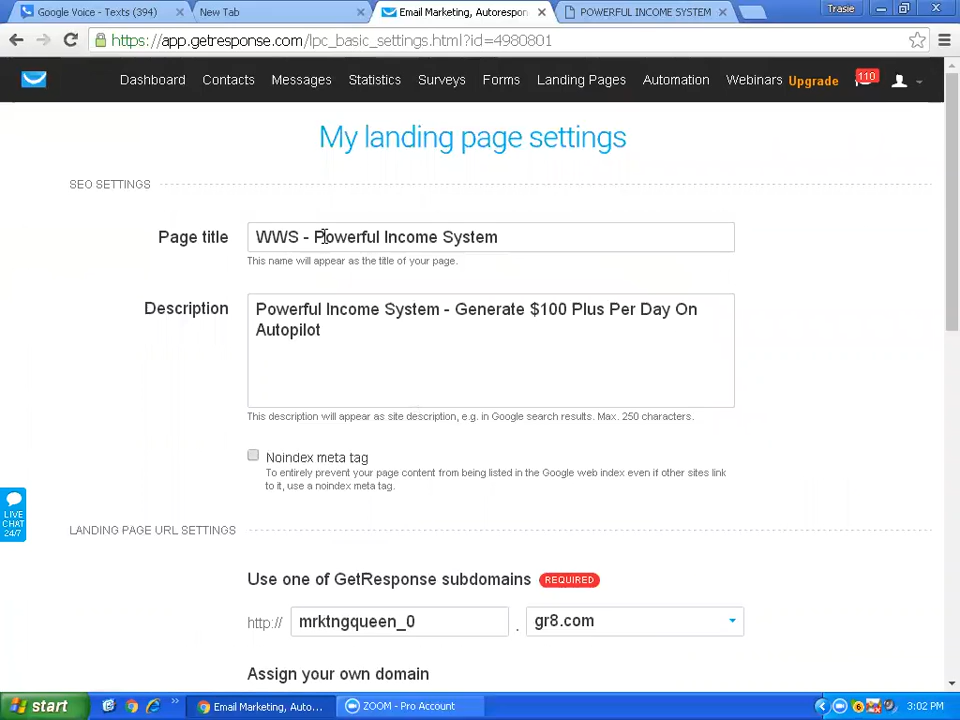 Google Voice - Texts (394)
New Tab
Email Marketing, Autorespon
POWERFUL INCOME SYSTEM
Trasie
https://app.getresponse.com/lpc_basic_settings.html?id=4980801
Dashboard Contacts Messages Statistics Surveys Forms Landing Pages Automation Webinars Upgrade 110
My landing page settings
SEO SETTINGS
Page title
WWS - Powerful Income System
This name will appear as the title of your page.
Description
Powerful Income System - Generate $100 Plus Per Day On
Autopilot
This description will appear as site description, e.g. in Google search results. Max. 250 characters.
Noindex meta tag
To entirely prevent your page content from being listed in the Google web index even if other sites link
to it, use a noindex meta tag.
LIVE
CHAT
24/7
LANDING PAGE URL SETTINGS
Use one of GetResponse subdomains REQUIRED
http:// mrktngqueen_0 . gr8.com
Assign your own domain
start
Email Marketing, Auto...
ZOOM - Pro Account
3:02 PM